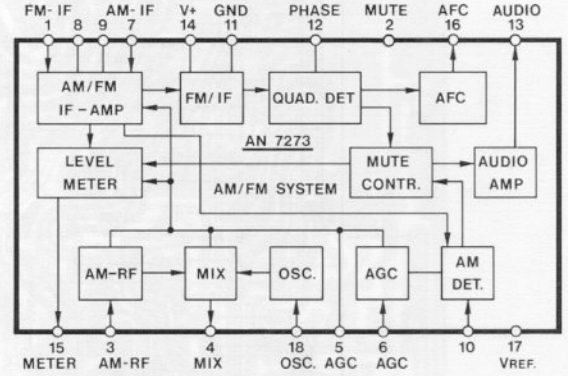 FM-IF AM-IF V+ GND PHASE MUTE AFC AUDIO
1 8 9 7 14 11 12 2 16 13
AM/FM
IF-AMP
FM/IF
QUAD. DET
AFC
AN 7273
LEVEL
METER
MUTE
CONTR.
AUDIO
AMP
AM/FM SYSTEM
AM-RF
MIX
OSC.
AGC
AM
DET.
15 3 4 18 5 6 10 17
METER AM-RF MIX OSC. AGC AGC VREF.